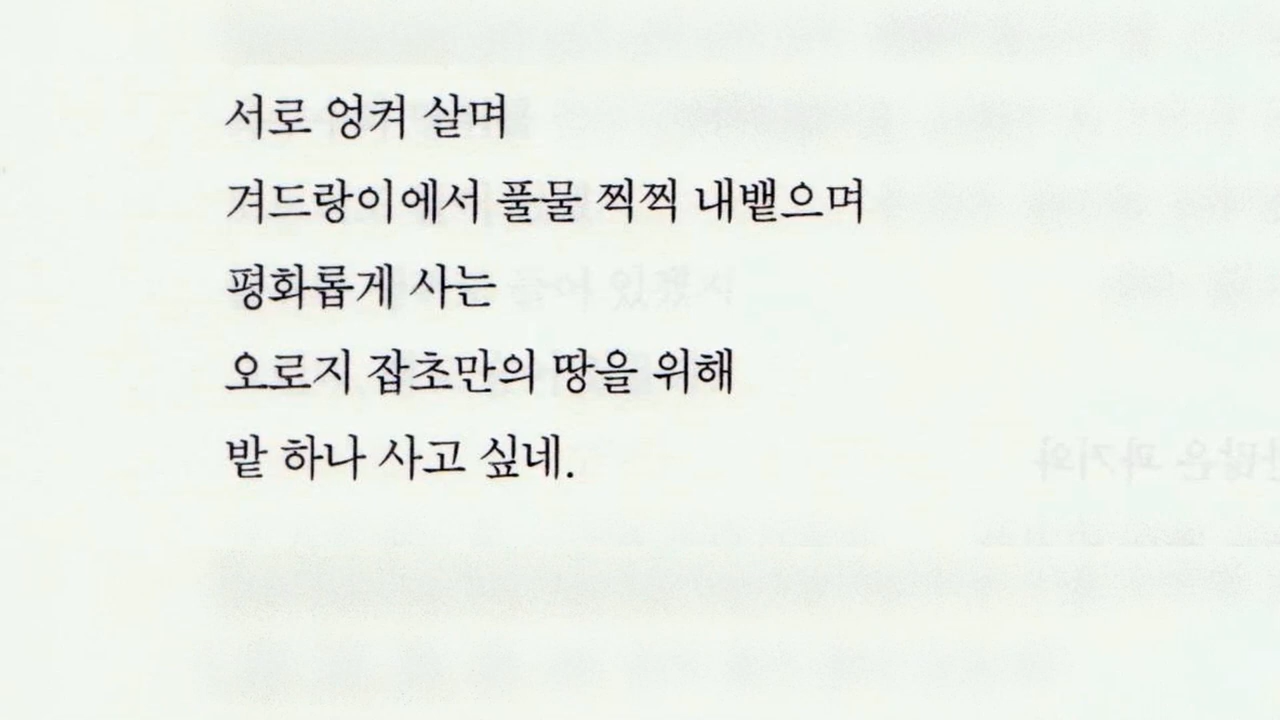 서로 엉켜 살며
겨드랑이에서 풀물 찍찍 내뱉으며
평화롭게 사는
오로지 잡초만의 땅을 위해
밭 하나 사고 싶네.